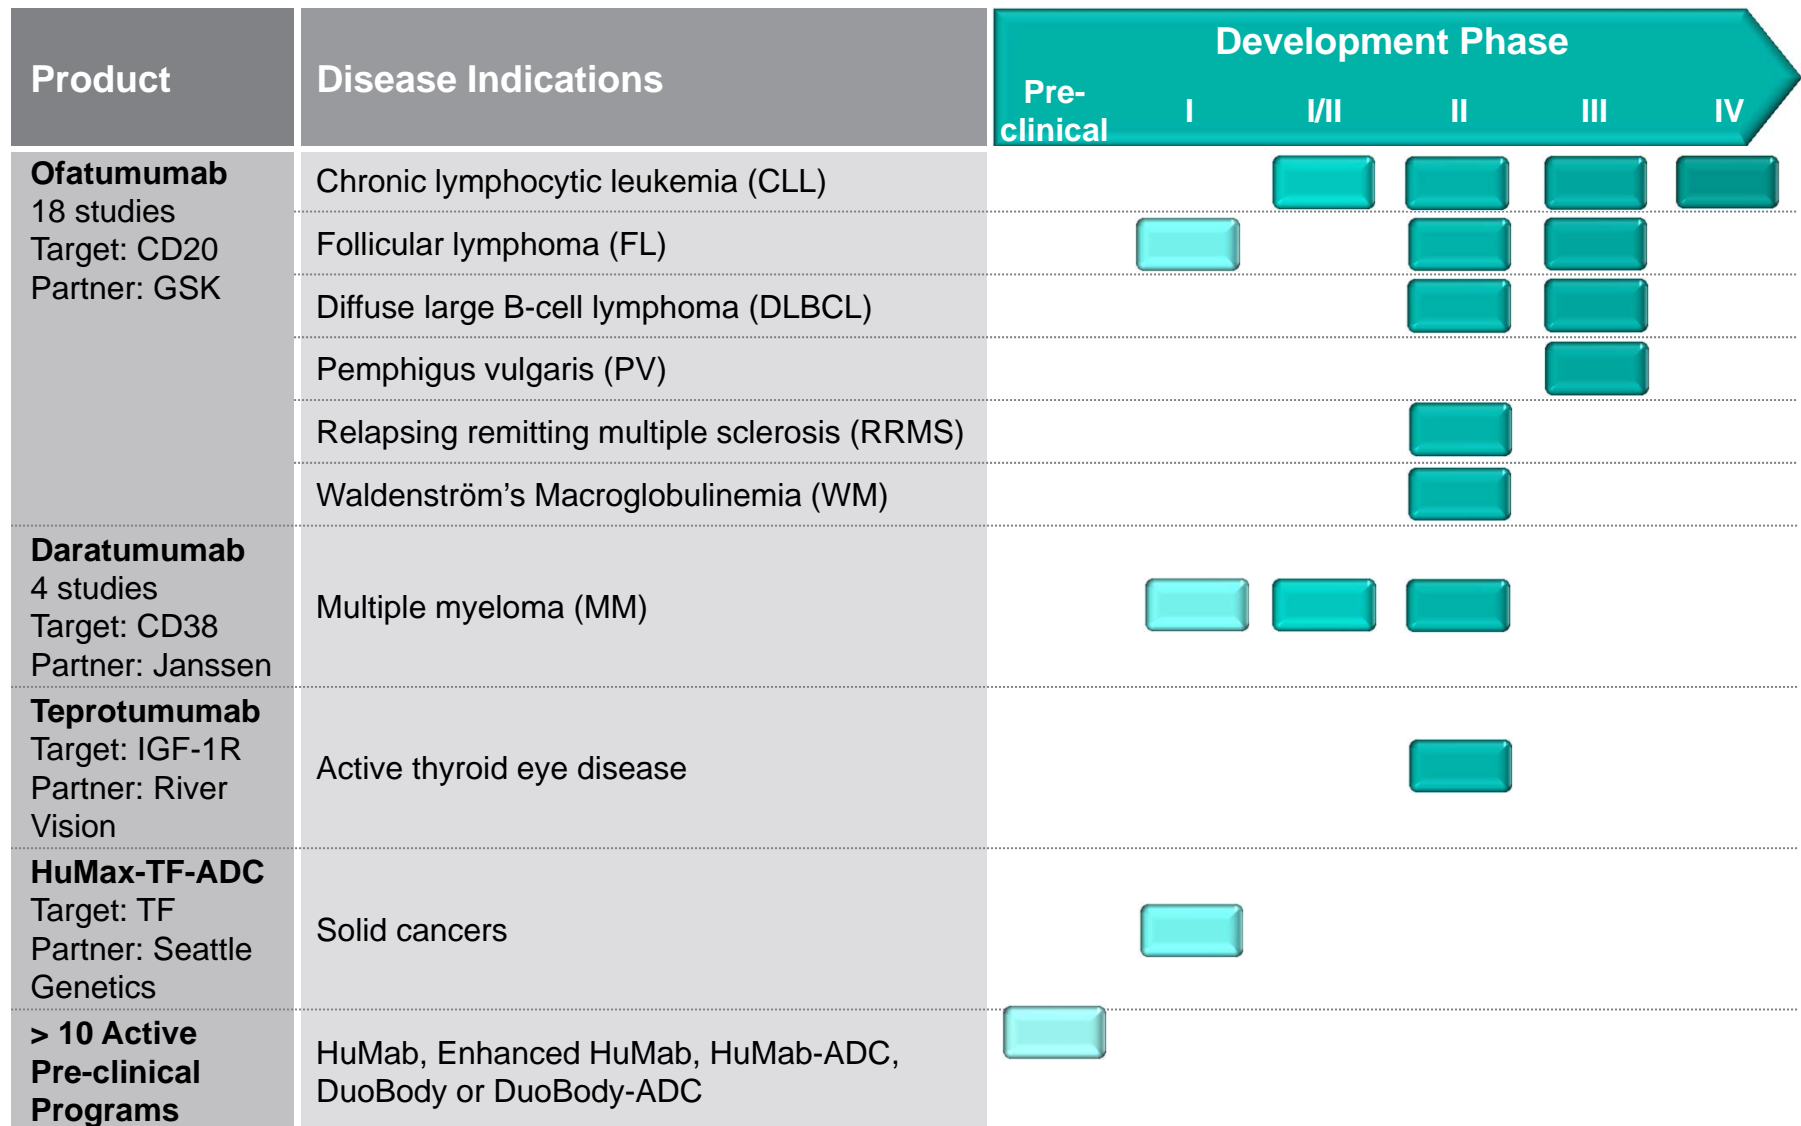 Product
Disease Indications
Development Phase
Pre-
clinical
I
I/II
II
III
IV
Ofatumumab
18 studies
Target: CD20
Partner: GSK
Chronic lymphocytic leukemia (CLL)
Follicular lymphoma (FL)
Diffuse large B-cell lymphoma (DLBCL)
Pemphigus vulgaris (PV)
Relapsing remitting multiple sclerosis (RRMS)
Waldenström’s Macroglobulinemia (WM)
Daratumumab
4 studies
Target: CD38
Partner: Janssen
Multiple myeloma (MM)
Teprotumumab
Target: IGF-1R
Partner: River
Vision
Active thyroid eye disease
HuMax-TF-ADC
Target: TF
Partner: Seattle
Genetics
Solid cancers
> 10 Active
Pre-clinical
Programs
HuMab, Enhanced HuMab, HuMab-ADC,
DuoBody or DuoBody-ADC